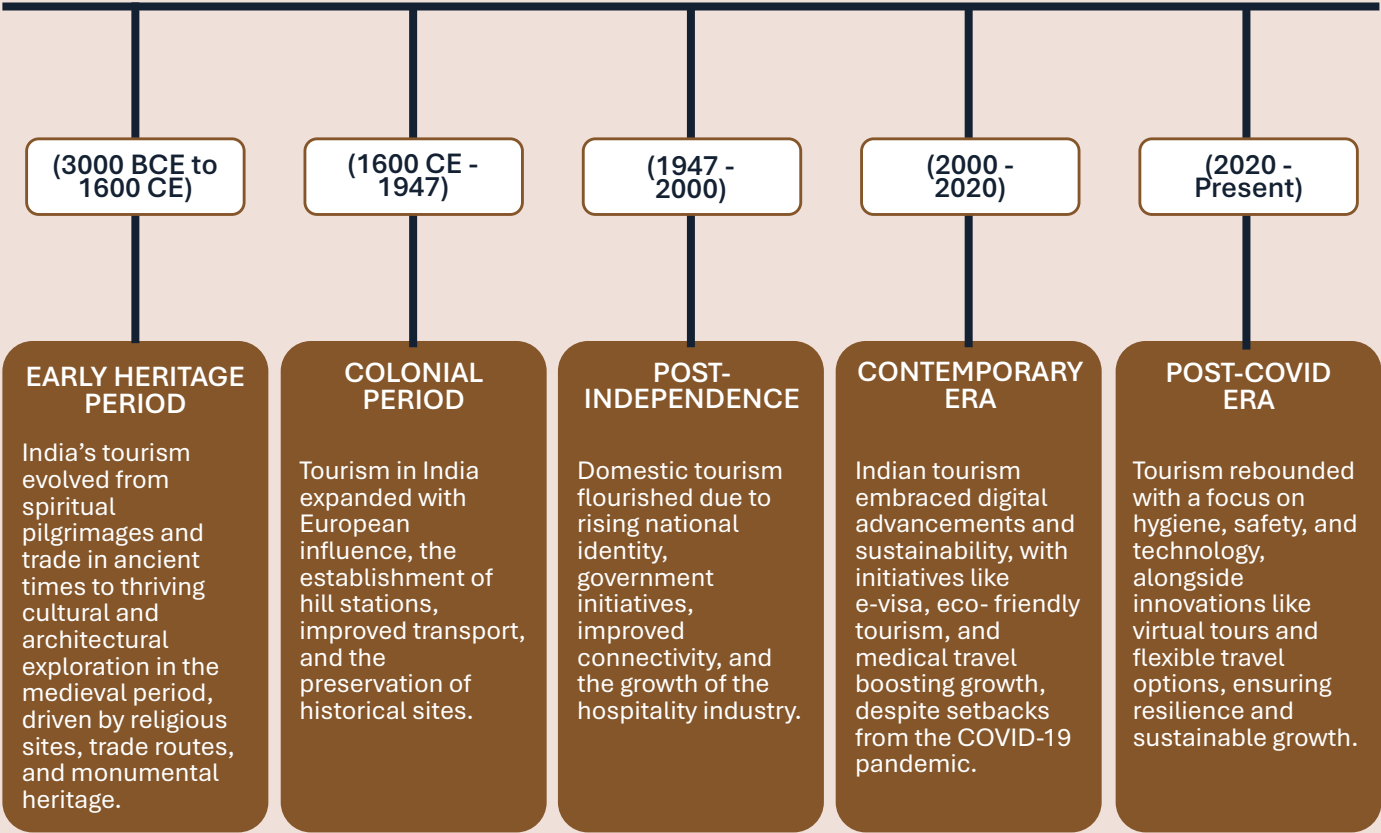 (3000 BCE to
1600 CE)
(1600 CE -
1947)
(1947 -
2000)
(2000 -
2020)
(2020 -
Present)
EARLY HERITAGE
PERIOD
India’s tourism
evolved from
spiritual
pilgrimages and
trade in ancient
times to thriving
cultural and
architectural
exploration in the
medieval period,
driven by religious
sites, trade routes,
and monumental
heritage.
COLONIAL
PERIOD
Tourism in India
expanded with
European
influence, the
establishment of
hill stations,
improved transport,
and the
preservation of
historical sites.
POST-
INDEPENDENCE
Domestic tourism
flourished due to
rising national
identity,
government
initiatives,
improved
connectivity, and
the growth of the
hospitality industry.
CONTEMPORARY
ERA
Indian tourism
embraced digital
advancements and
sustainability, with
initiatives like
e-visa, eco- friendly
tourism, and
medical travel
boosting growth,
despite setbacks
from the COVID-19
pandemic.
POST-COVID
ERA
Tourism rebounded
with a focus on
hygiene, safety, and
technology,
alongside
innovations like
virtual tours and
flexible travel
options, ensuring
resilience and
sustainable growth.